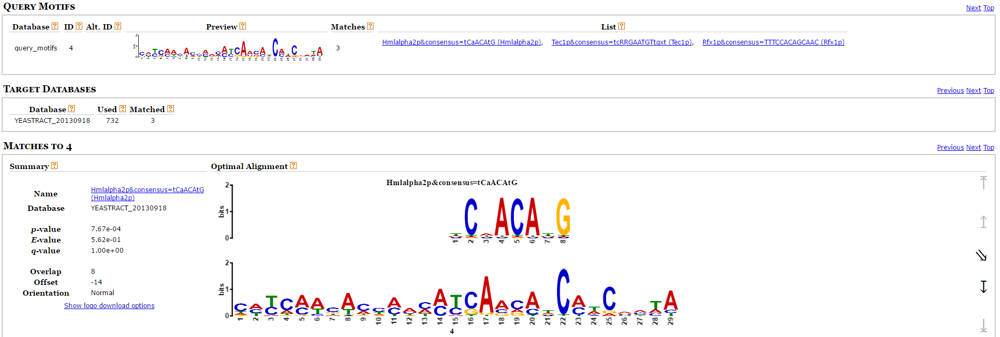 QUERY MOTIFS
Next Top
Database ? ID ? Alt. ID ? Preview ? Matches ? List ?
query_motifs 4 3 Hmlalpha2p&consensus=tCaACAtG (Hmlalpha2p), Tec1p&consensus=tcRRGAATGTtqxt (Tec1p), Rfx1p&consensus=TTTCCACAGCAAC (Rfx1p)
TARGET DATABASES
Previous Next Top
Database ? Used ? Matched ?
YEASTRACT_20130918 732 3
MATCHES TO 4
Previous Next Top
Summary ? Optimal Alignment ?
Name Hmlalpha2p&consensus=tCaACAtG
(Hmlalpha2p)
Database YEASTRACT_20130918
p-value 7.67e-04
E-value 5.62e-01
q-value 1.00e+00
Overlap 8
Offset -14
Orientation Normal
Show logo download options
Hmlalpha2p&consensus=tCaACAtG
2
bits
1
0
C ACA G
1 2 3 4 5 6 7 8
2
bits
1
0
1 2 3 4 5 6 7 8 9 10 11 12 13 14 15 16 17 18 19 20 21 22 23 24 25 26 27 28 29
4